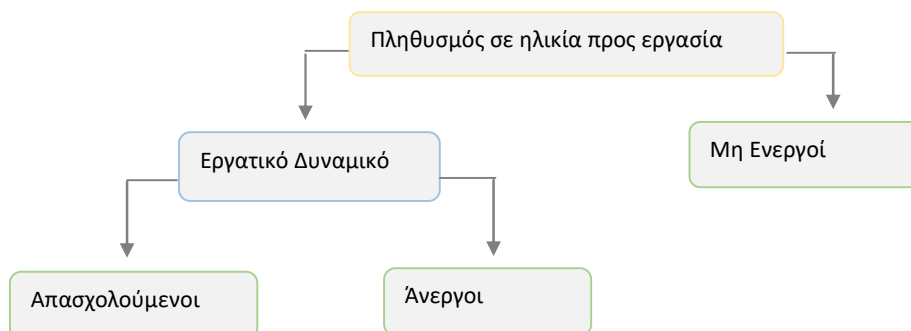 Πληθυσμός σε ηλικία προς εργασία
Εργατικό Δυναμικό
Μη Ενεργοί
Απασχολούμενοι
Άνεργοι